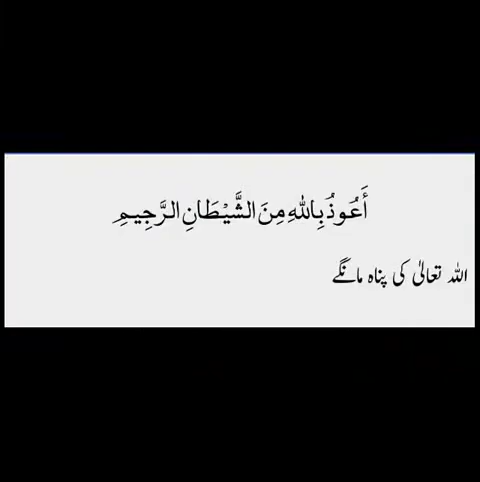 أَعُوذُ بِاللهِ مِنَ الشَّيْطَانِ الرَّجِيمِ
اللہ تعالیٰ کی پناہ مانگے